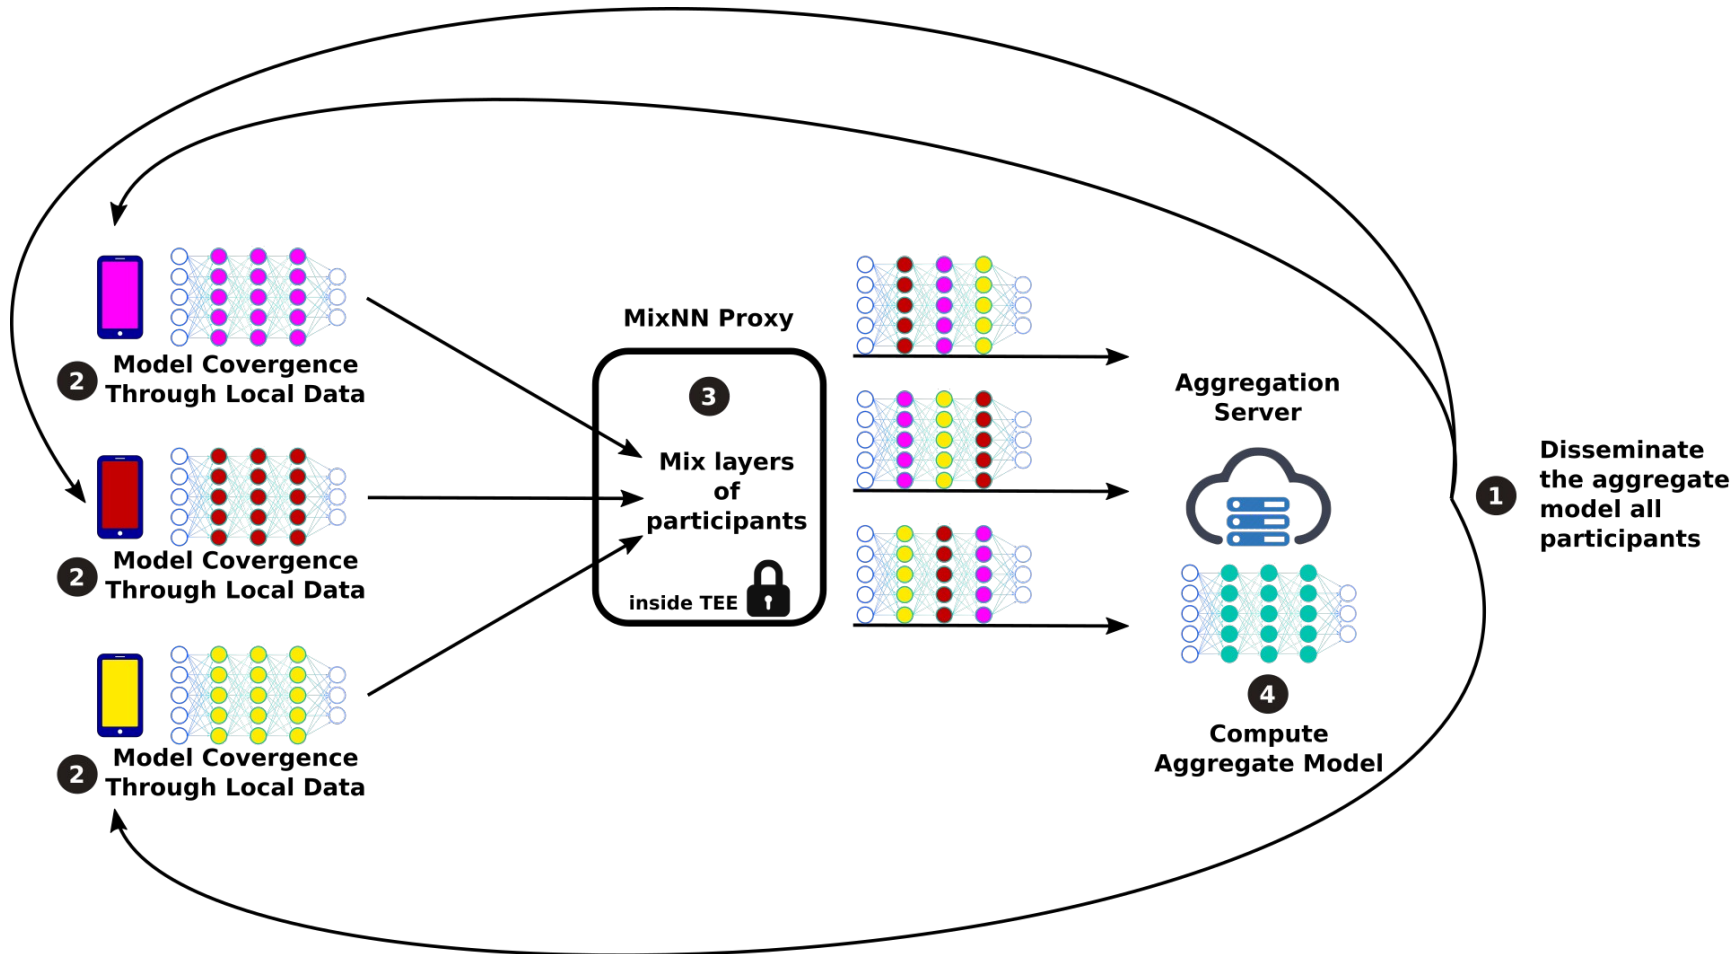 2
Model Covergence
Through Local Data
2
Model Covergence
Through Local Data
2
Model Covergence
Through Local Data
MixNN Proxy
3
Mix layers
of
participants
inside TEE
Aggregation
Server
4
Compute
Aggregate Model
1
Disseminate
the aggregate
model all
participants